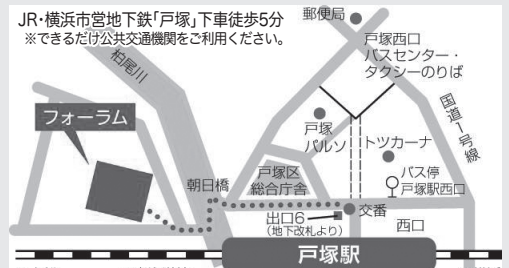 JR・横浜市営地下鉄「戸塚」下車徒歩5分
※できるだけ公共交通機関をご利用ください。
郵便局
戸塚西口
バスセンター・
タクシーのりば
柏尾川
国道1号線
フォーラム
戸塚
パルソ
トツカーナ
戸塚区
総合庁舎
バス停
戸塚駅西口
朝日橋
出口6
(地下改札より)
交番
西口
戸塚駅